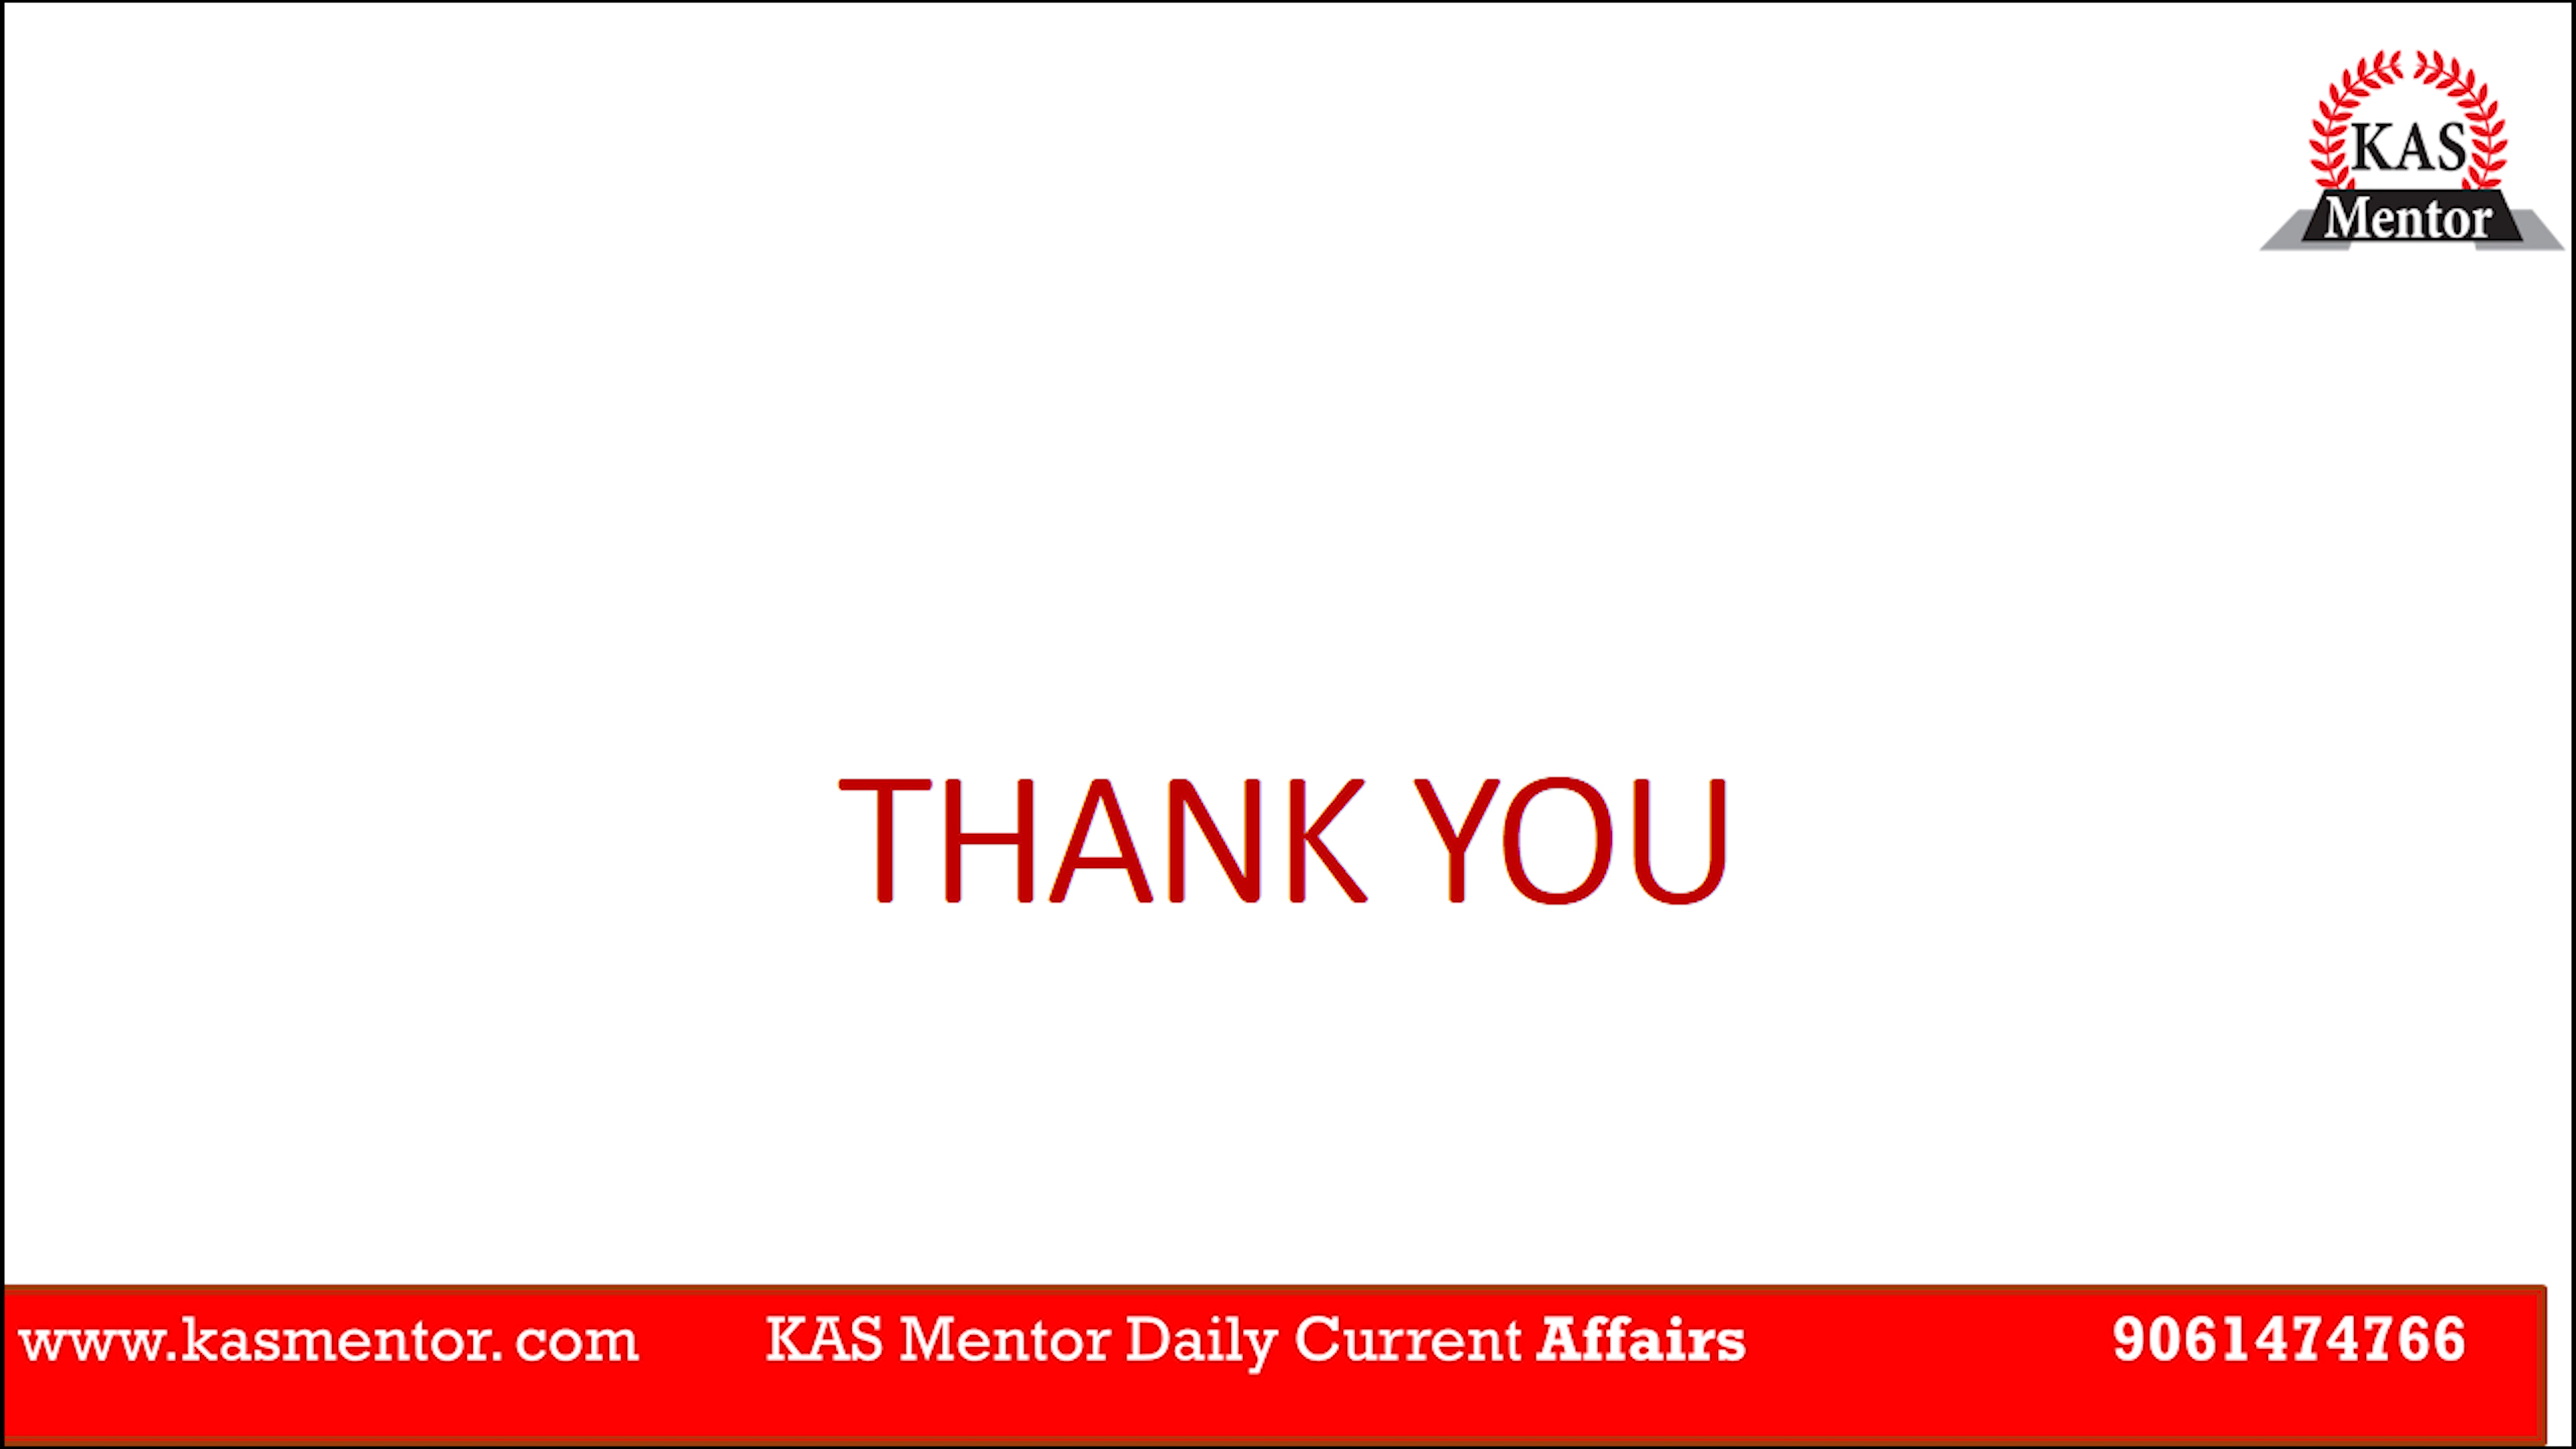 KAS
Mentor
THANK YOU
www.kasmentor. com KAS Mentor Daily Current Affairs 9061474766